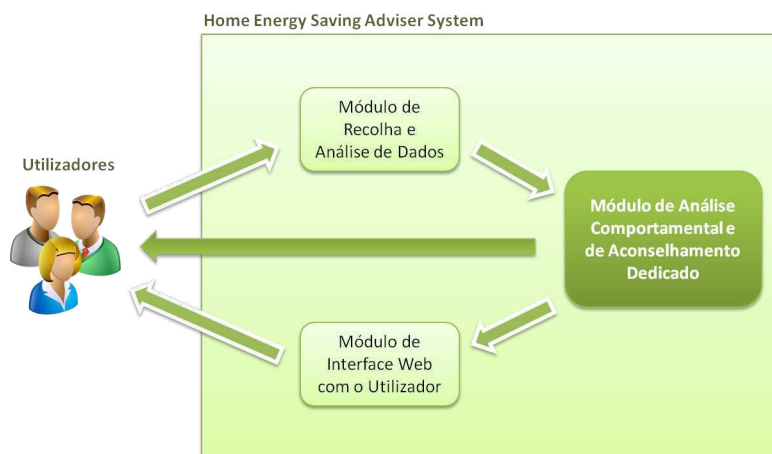 Home Energy Saving Adviser System
Módulo de
Recolha e
Análise de Dados
Utilizadores
Módulo de Análise
Comportamental e
de Aconselhamento
Dedicado
Módulo de
Interface Web
com o Utilizador